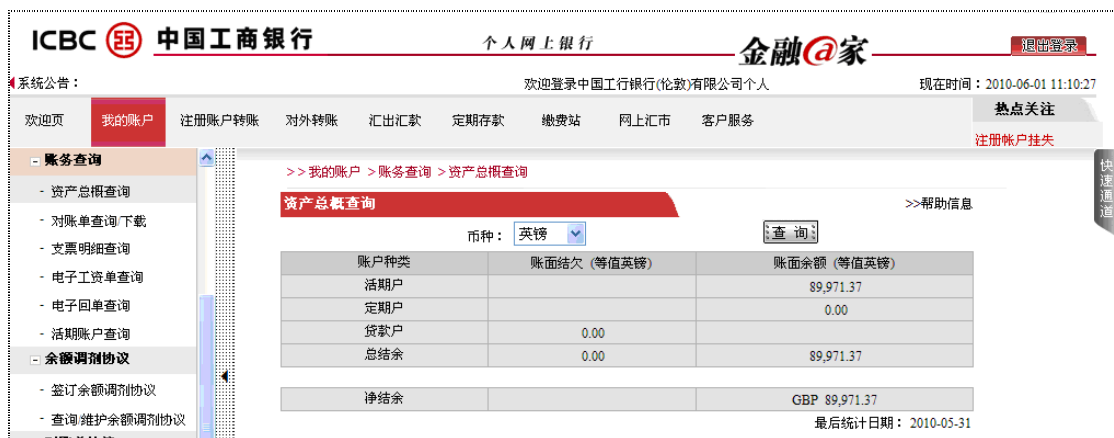 ICBC 中国工商银行 个人网上银行 金融@家 退出登录
系统公告： 欢迎登录中国工行银行(伦敦)有限公司个人 现在时间：2010-06-01 11:10:27
欢迎页 我的账户 注册账户转账 对外转账 汇出汇款 定期存款 缴费站 网上汇市 客户服务 热点关注
注册帐户挂失
快速通道
- 账务查询
- 资产总概查询
- 对账单查询/下载
- 支票明细查询
- 电子工资单查询
- 电子回单查询
- 活期账户查询
- 余额调剂协议
- 签订余额调剂协议
- 查询/维护余额调剂协议
>>我的账户 >账务查询 >资产总概查询
资产总概查询 >>帮助信息
币种： 英镑 查 询
账户种类 账面结欠（等值英镑） 账面余额（等值英镑）
活期户 89,971.37
定期户 0.00
贷款户 0.00
总结余 0.00 89,971.37
净结余 GBP 89,971.37
最后统计日期： 2010-05-31